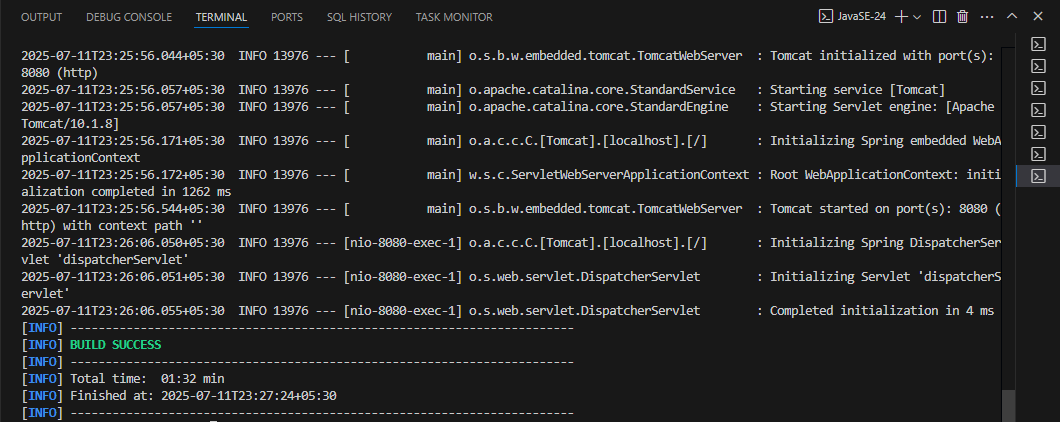 OUTPUT DEBUG CONSOLE TERMINAL PORTS SQL HISTORY TASK MONITOR JavaSE-24
2025-07-11T23:25:56.044+05:30  INFO 13976 --- [           main] o.s.b.w.embedded.tomcat.TomcatWebServer  : Tomcat initialized with port(s):
8080 (http)
2025-07-11T23:25:56.057+05:30  INFO 13976 --- [           main] o.apache.catalina.core.StandardService   : Starting service [Tomcat]
2025-07-11T23:25:56.057+05:30  INFO 13976 --- [           main] o.apache.catalina.core.StandardEngine    : Starting Servlet engine: [Apache
Tomcat/10.1.8]
2025-07-11T23:25:56.171+05:30  INFO 13976 --- [           main] o.a.c.c.C.[Tomcat].[localhost].[/]       : Initializing Spring embedded WebA
pplicationContext
2025-07-11T23:25:56.172+05:30  INFO 13976 --- [           main] w.s.c.ServletWebServerApplicationContext : Root WebApplicationContext: initi
alization completed in 1262 ms
2025-07-11T23:25:56.544+05:30  INFO 13976 --- [           main] o.s.b.w.embedded.tomcat.TomcatWebServer  : Tomcat started on port(s): 8080 (
http) with context path ''
2025-07-11T23:26:06.050+05:30  INFO 13976 --- [nio-8080-exec-1] o.a.c.c.C.[Tomcat].[localhost].[/]       : Initializing Spring DispatcherSer
vlet 'dispatcherServlet'
2025-07-11T23:26:06.051+05:30  INFO 13976 --- [nio-8080-exec-1] o.s.web.servlet.DispatcherServlet        : Initializing Servlet 'dispatcherS
ervlet'
2025-07-11T23:26:06.055+05:30  INFO 13976 --- [nio-8080-exec-1] o.s.web.servlet.DispatcherServlet        : Completed initialization in 4 ms
[INFO] ------------------------------------------------------------------------
[INFO] BUILD SUCCESS
[INFO] ------------------------------------------------------------------------
[INFO] Total time:  01:32 min
[INFO] Finished at: 2025-07-11T23:27:24+05:30
[INFO] ------------------------------------------------------------------------